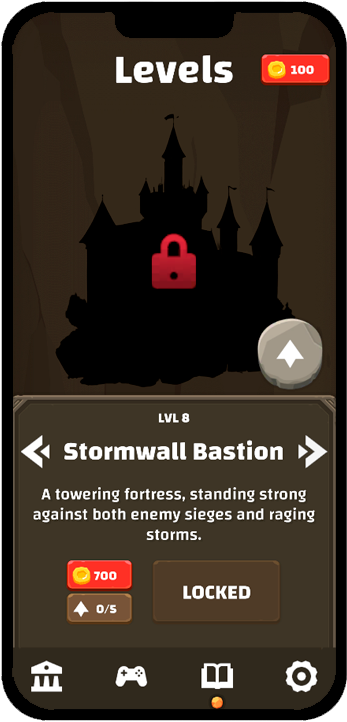 Levels
100
LVL 8
Stormwall Bastion
A towering fortress, standing strong
against both enemy sieges and raging
storms.
700
0/5
LOCKED